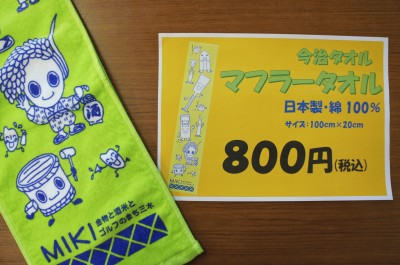 酒
MIKI
金物と酒米と
ゴルフのまち三木
今治タオル
マフラータオル
日本製・綿100%
サイズ:100cm×20cm
800円(税込)
MIKI